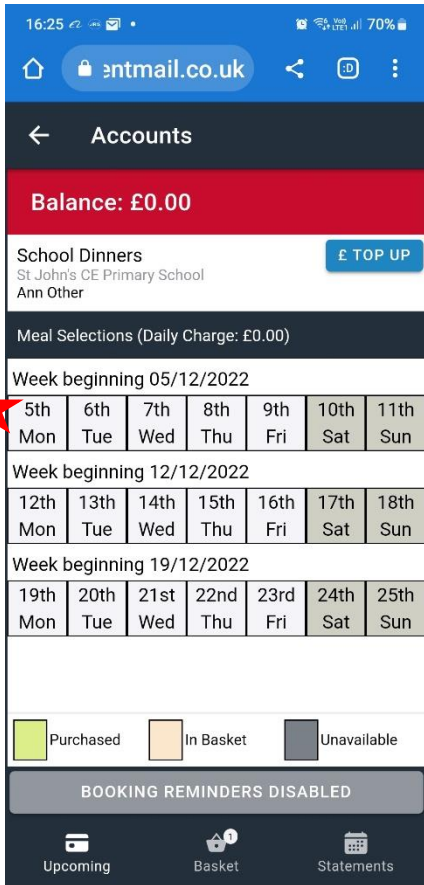 16:25
70%
entmail.co.uk
Accounts
Balance: £0.00
School Dinners
£ TOP UP
St John's CE Primary School
Ann Other
Meal Selections (Daily Charge: £0.00)
Week beginning 05/12/2022
5th 6th 7th 8th 9th 10th 11th
Mon Tue Wed Thu Fri Sat Sun
Week beginning 12/12/2022
12th 13th 14th 15th 16th 17th 18th
Mon Tue Wed Thu Fri Sat Sun
Week beginning 19/12/2022
19th 20th 21st 22nd 23rd 24th 25th
Mon Tue Wed Thu Fri Sat Sun
Purchased In Basket Unavailable
BOOKING REMINDERS DISABLED
1
Upcoming Basket Statements